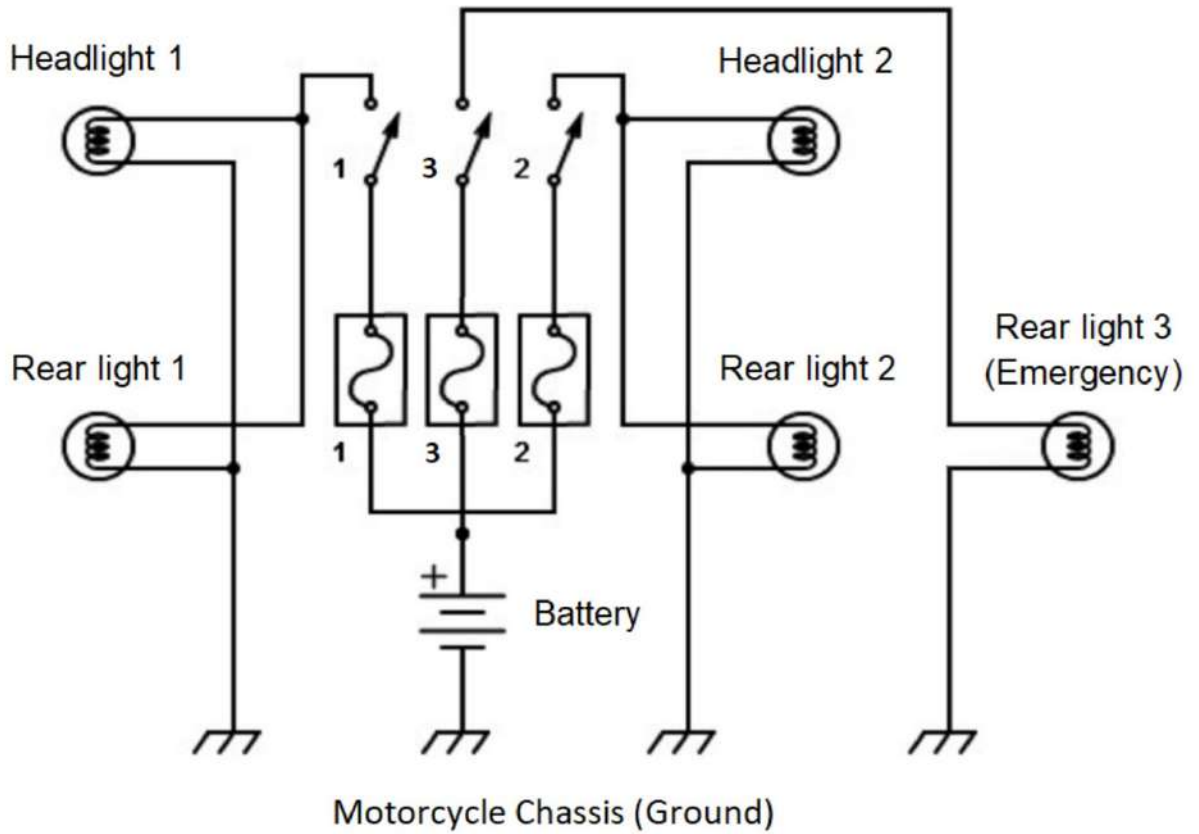 Headlight 1
Headlight 2
1
3
2
Rear light 1
Rear light 2
Rear light 3
(Emergency)
1
3
2
+
Battery
Motorcycle Chassis (Ground)